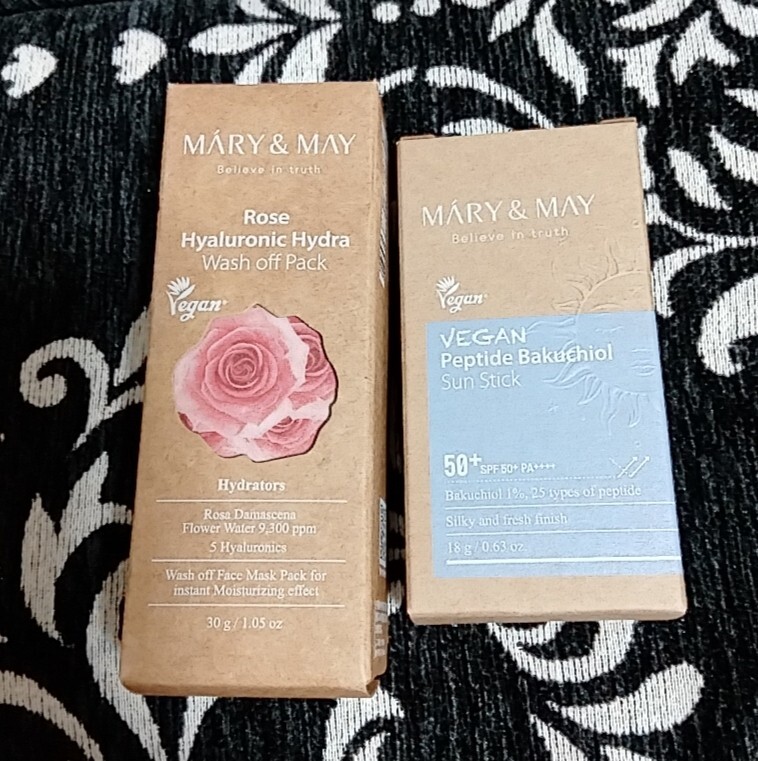 MÁRY & MAY
Believe in truth
Rose
Hyaluronic Hydra
Wash off Pack
Vegan
Hydrators
Rosa Damascena
Flower Water 9,300 ppm
5 Hyaluronics
Wash off Face Mask Pack for
instant Moisturizing effect
30 g / 1.05 oz
MÁRY & MAY
Believe in truth
Vegan
VEGAN
Peptide Bakuchiol
Sun Stick
50+ SPF 50+ PA++++
Bakuchiol 1%, 25 types of peptide
Silky and fresh finish
18 g / 0.63 oz